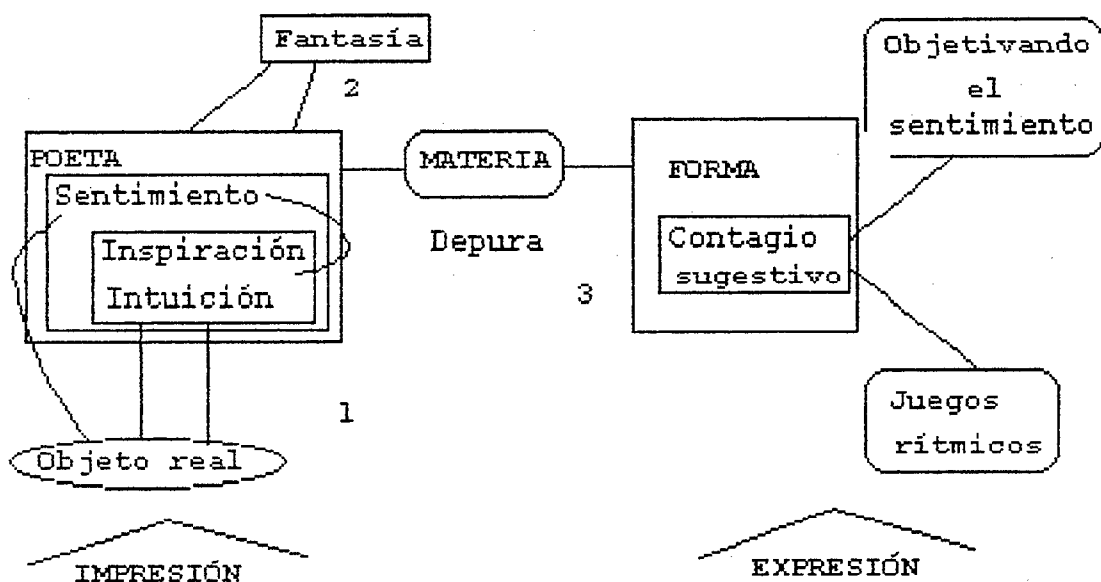 Fantasía
2
POETA
Sentimiento
Inspiración
Intuición
1
Objeto real
IMPRESIÓN
MATERIA
Depura
3
FORMA
Contagio
sugestivo
Objetivando
el
sentimiento
Juegos
rítmicos
EXPRESIÓN